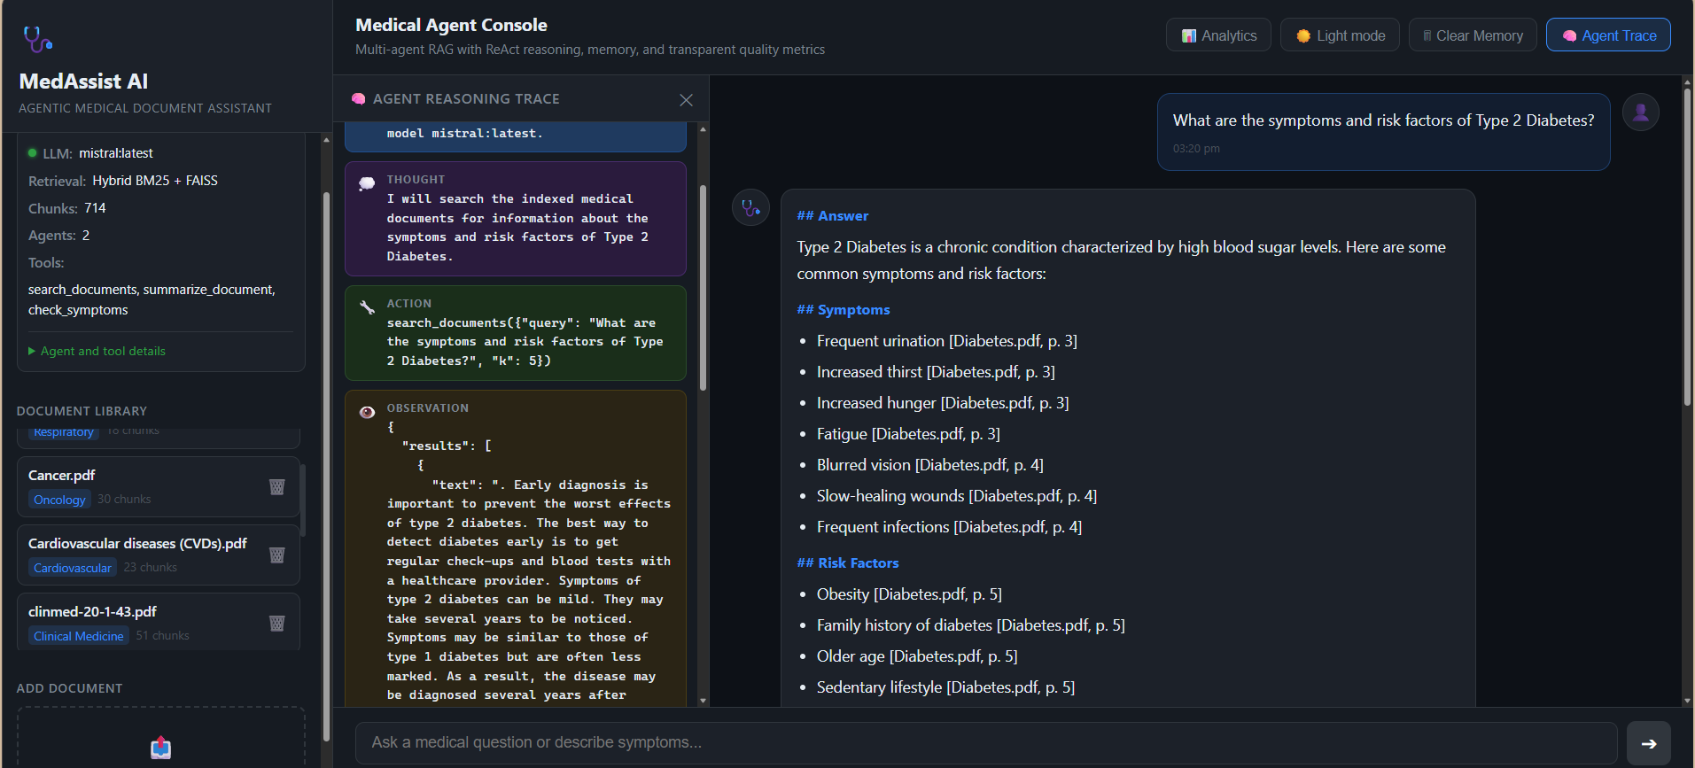 MedAssist AI
AGENTIC MEDICAL DOCUMENT ASSISTANT
LLM: mistral:latest
Retrieval: Hybrid BM25 + FAISS
Chunks: 714
Agents: 2
Tools:
search_documents, summarize_document,
check_symptoms
Agent and tool details
DOCUMENT LIBRARY
Respiratory 18 chunks
Cancer.pdf
Oncology 30 chunks
Cardiovascular diseases (CVDs).pdf
Cardiovascular 23 chunks
clinmed-20-1-43.pdf
Clinical Medicine 51 chunks
ADD DOCUMENT
Medical Agent Console
Multi-agent RAG with ReAct reasoning, memory, and transparent quality metrics
Analytics
Light mode
Clear Memory
Agent Trace
AGENT REASONING TRACE
model mistral:latest.
THOUGHT
I will search the indexed medical
documents for information about the
symptoms and risk factors of Type 2
Diabetes.
ACTION
search_documents({"query": "What are
the symptoms and risk factors of Type
2 Diabetes?", "k": 5})
OBSERVATION
{
"results": [
{
"text": ". Early diagnosis is
important to prevent the worst effects
of type 2 diabetes. The best way to
detect diabetes early is to get
regular check-ups and blood tests with
a healthcare provider. Symptoms of
type 2 diabetes can be mild. They may
take several years to be noticed.
Symptoms may be similar to those of
type 1 diabetes but are often less
marked. As a result, the disease may
be diagnosed several years after
What are the symptoms and risk factors of Type 2 Diabetes?
03:20 pm
## Answer
Type 2 Diabetes is a chronic condition characterized by high blood sugar levels. Here are some
common symptoms and risk factors:
## Symptoms
• Frequent urination [Diabetes.pdf, p. 3]
• Increased thirst [Diabetes.pdf, p. 3]
• Increased hunger [Diabetes.pdf, p. 3]
• Fatigue [Diabetes.pdf, p. 3]
• Blurred vision [Diabetes.pdf, p. 4]
• Slow-healing wounds [Diabetes.pdf, p. 4]
• Frequent infections [Diabetes.pdf, p. 4]
## Risk Factors
• Obesity [Diabetes.pdf, p. 5]
• Family history of diabetes [Diabetes.pdf, p. 5]
• Older age [Diabetes.pdf, p. 5]
• Sedentary lifestyle [Diabetes.pdf, p. 5]
Ask a medical question or describe symptoms...